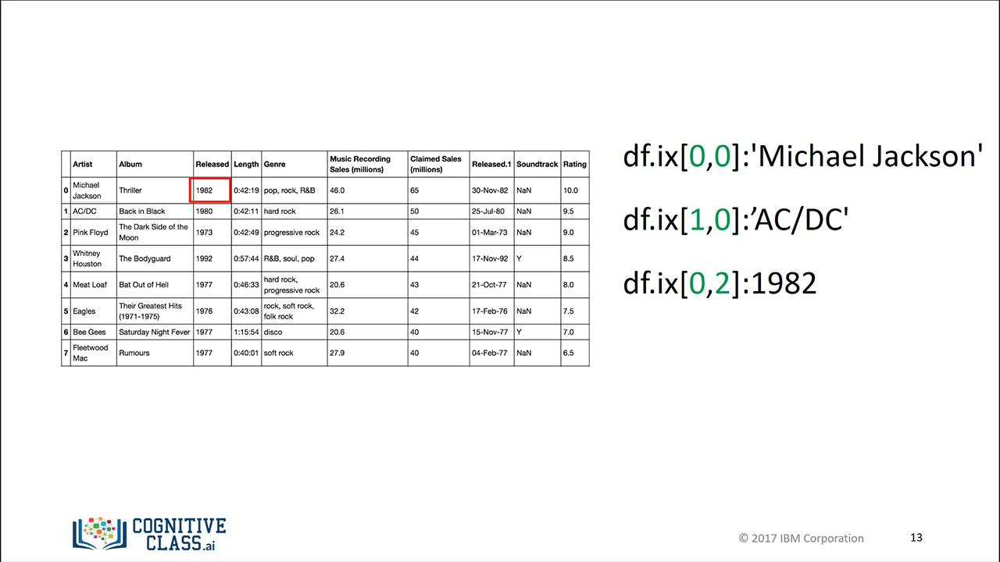 Artist Album Released Length Genre Music Recording Sales (millions) Claimed Sales (millions) Released.1 Soundtrack Rating
0 Michael Jackson Thriller 1982 0:42:19 pop, rock, R&B 46.0 65 30-Nov-82 NaN 10.0
1 AC/DC Back in Black 1980 0:42:11 hard rock 26.1 50 25-Jul-80 NaN 9.5
2 Pink Floyd The Dark Side of the Moon 1973 0:42:49 progressive rock 24.2 45 01-Mar-73 NaN 9.0
3 Whitney Houston The Bodyguard 1992 0:57:44 R&B, soul, pop 27.4 44 17-Nov-92 Y 8.5
4 Meat Loaf Bat Out of Hell 1977 0:46:33 hard rock, progressive rock 20.6 43 21-Oct-77 NaN 8.0
5 Eagles Their Greatest Hits (1971-1975) 1976 0:43:08 rock, soft rock, folk rock 32.2 42 17-Feb-76 NaN 7.5
6 Bee Gees Saturday Night Fever 1977 1:15:54 disco 20.6 40 15-Nov-77 Y 7.0
7 Fleetwood Mac Rumours 1977 0:40:01 soft rock 27.9 40 04-Feb-77 NaN 6.5
df.ix[0,0]:'Michael Jackson'
df.ix[1,0]:’AC/DC'
df.ix[0,2]:1982
COGNITIVE
CLASS.ai
© 2017 IBM Corporation
13